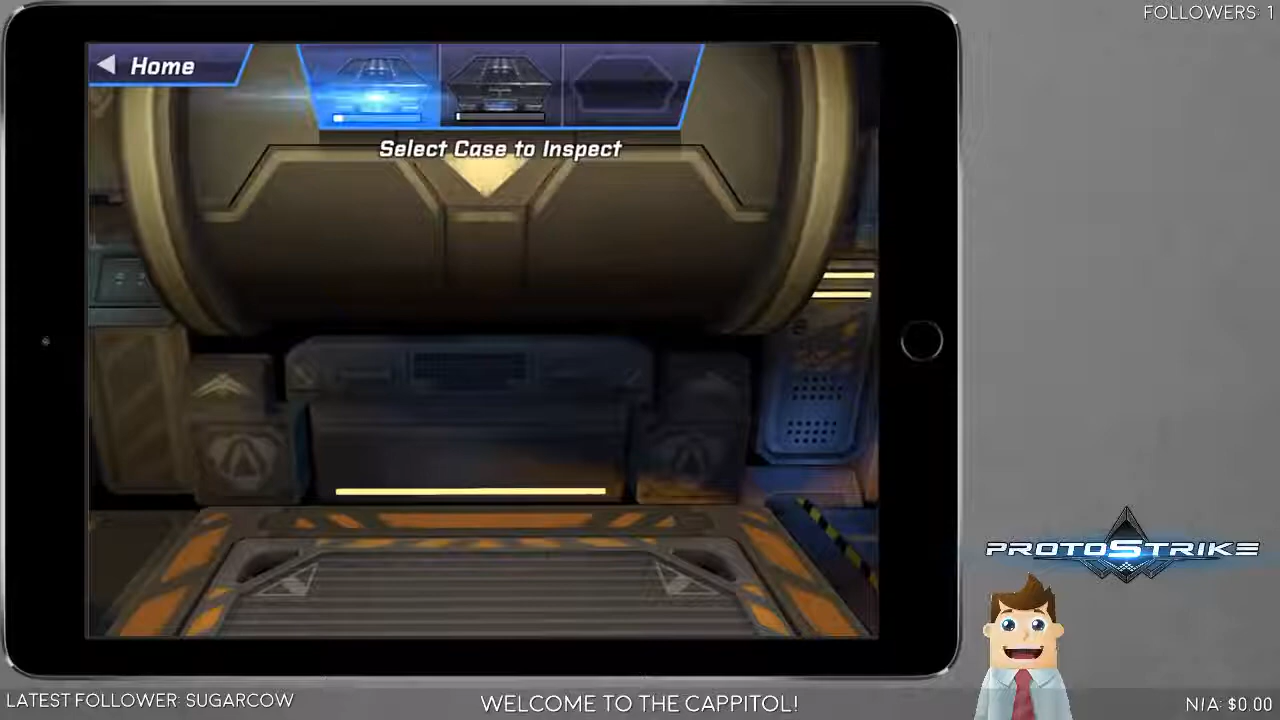 FOLLOWERS: 1
Home
Select Case to Inspect
PROTOSTRIKE
LATEST FOLLOWER: SUGARCOW
WELCOME TO THE CAPPITOL!
N/A: $0.00